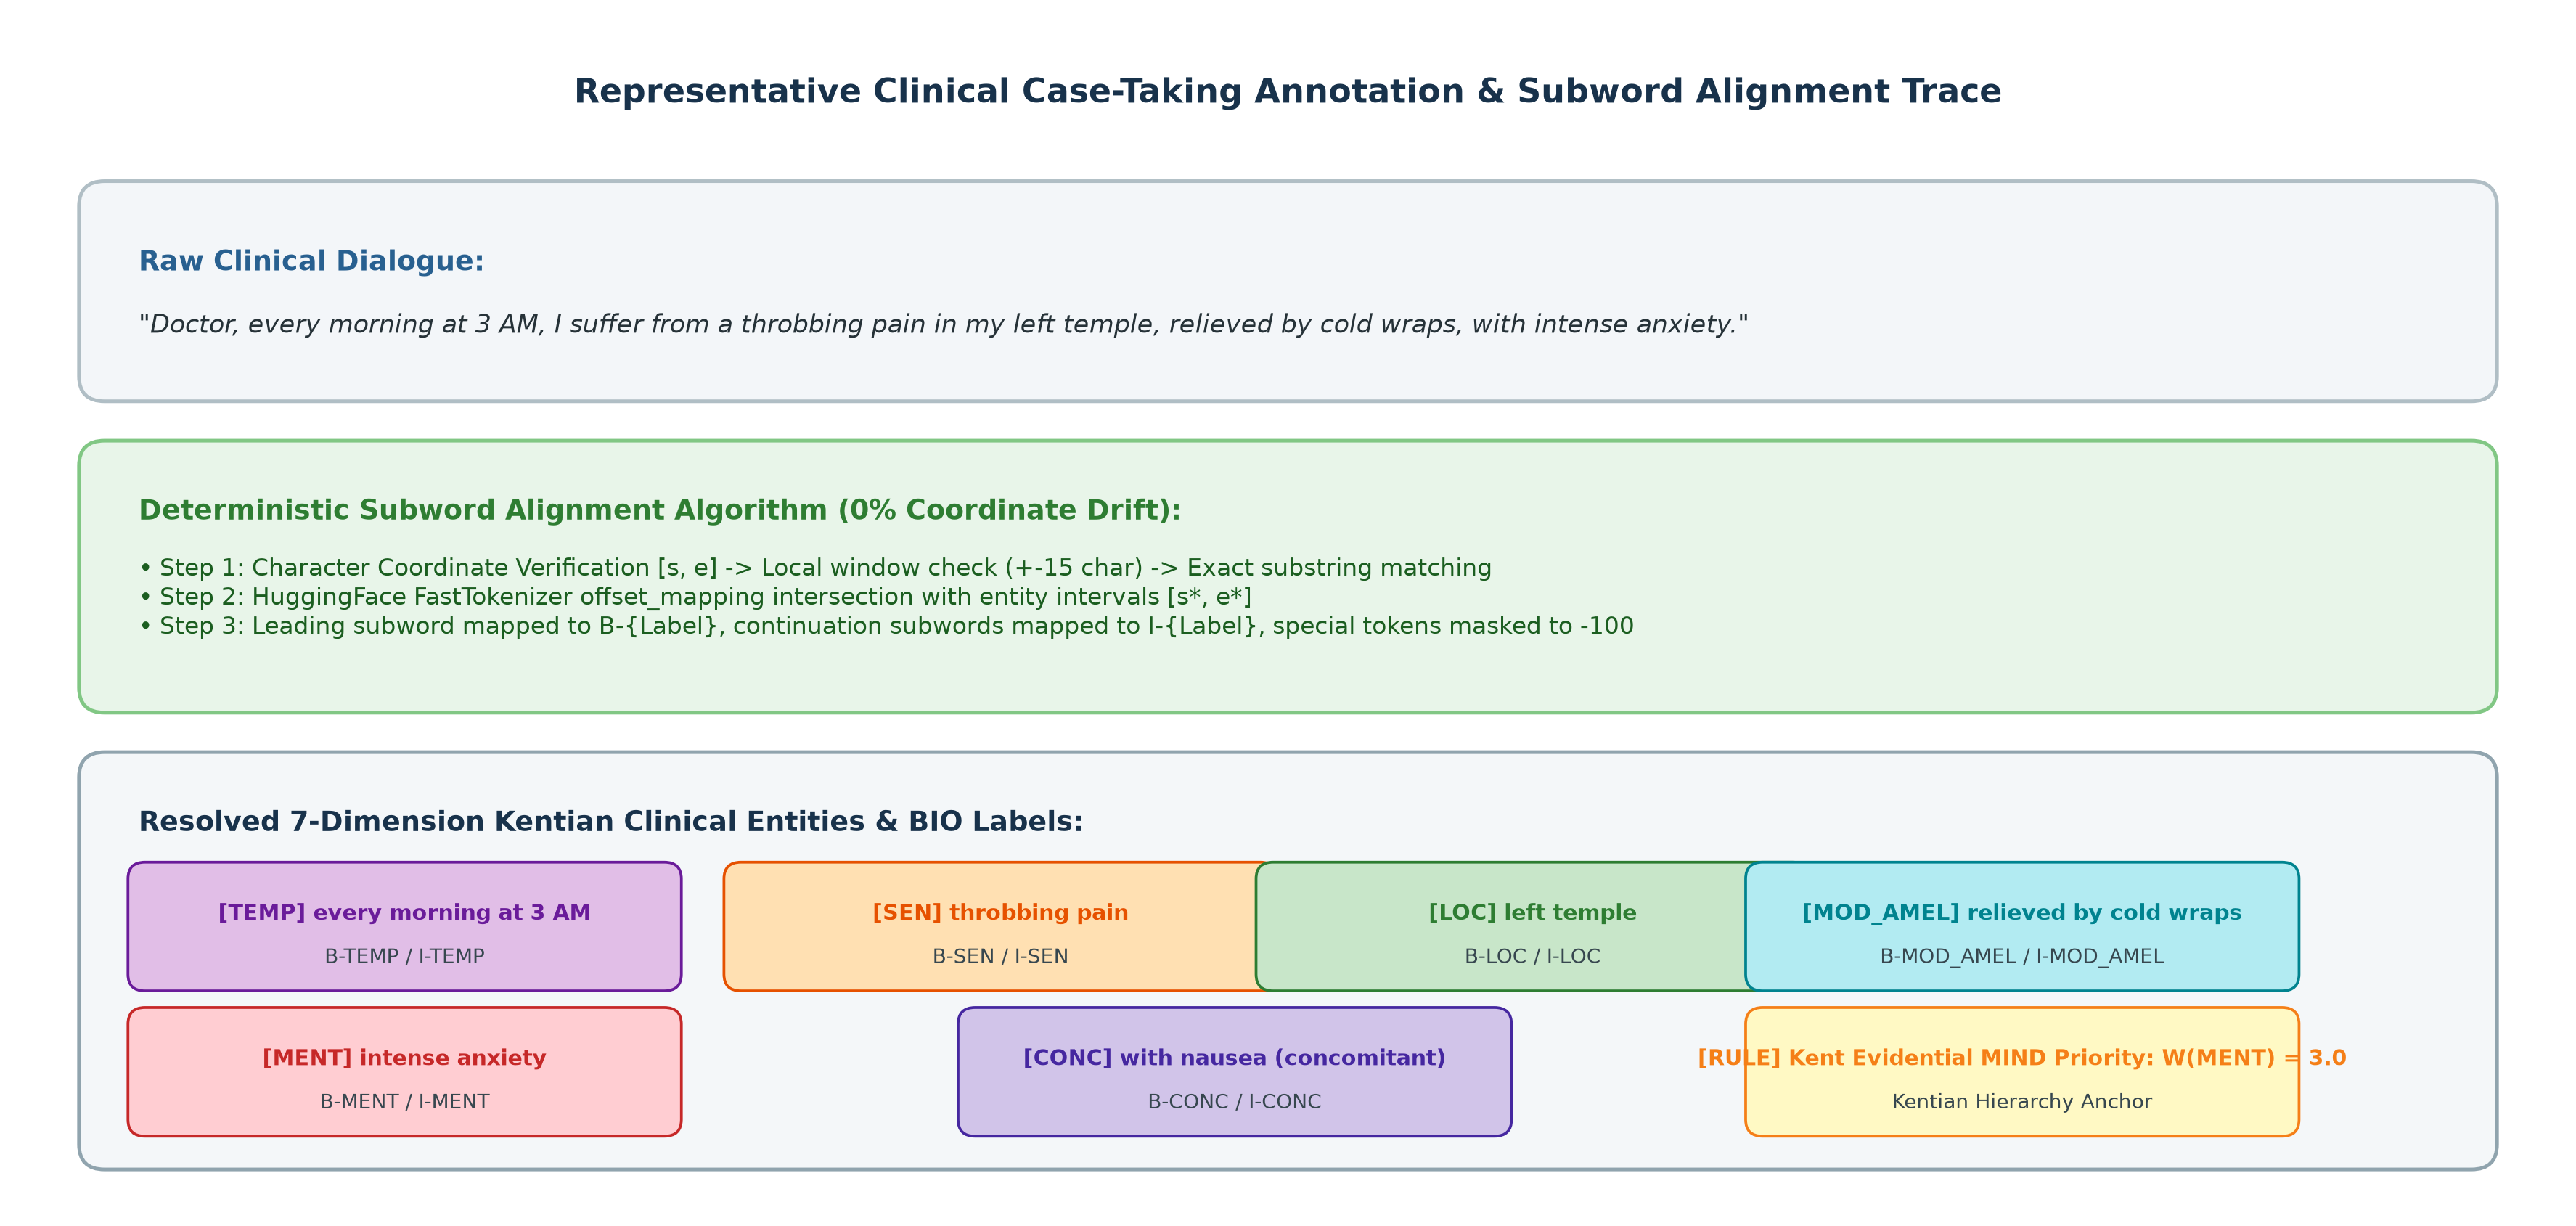 Representative Clinical Case-Taking Annotation & Subword Alignment Trace
Raw Clinical Dialogue:
"Doctor, every morning at 3 AM, I suffer from a throbbing pain in my left temple, relieved by cold wraps, with intense anxiety."
Deterministic Subword Alignment Algorithm (0% Coordinate Drift):
• Step 1: Character Coordinate Verification [s, e] -> Local window check (+-15 char) -> Exact substring matching
• Step 2: HuggingFace FastTokenizer offset_mapping intersection with entity intervals [s*, e*]
• Step 3: Leading subword mapped to B-{Label}, continuation subwords mapped to I-{Label}, special tokens masked to -100
Resolved 7-Dimension Kentian Clinical Entities & BIO Labels:
[TEMP] every morning at 3 AM
B-TEMP / I-TEMP
[SEN] throbbing pain
B-SEN / I-SEN
[LOC] left temple
B-LOC / I-LOC
[MOD_AMEL] relieved by cold wraps
B-MOD_AMEL / I-MOD_AMEL
[MENT] intense anxiety
B-MENT / I-MENT
[CONC] with nausea (concomitant)
B-CONC / I-CONC
[RULE] Kent Evidential MIND Priority: W(MENT) = 3.0
Kentian Hierarchy Anchor